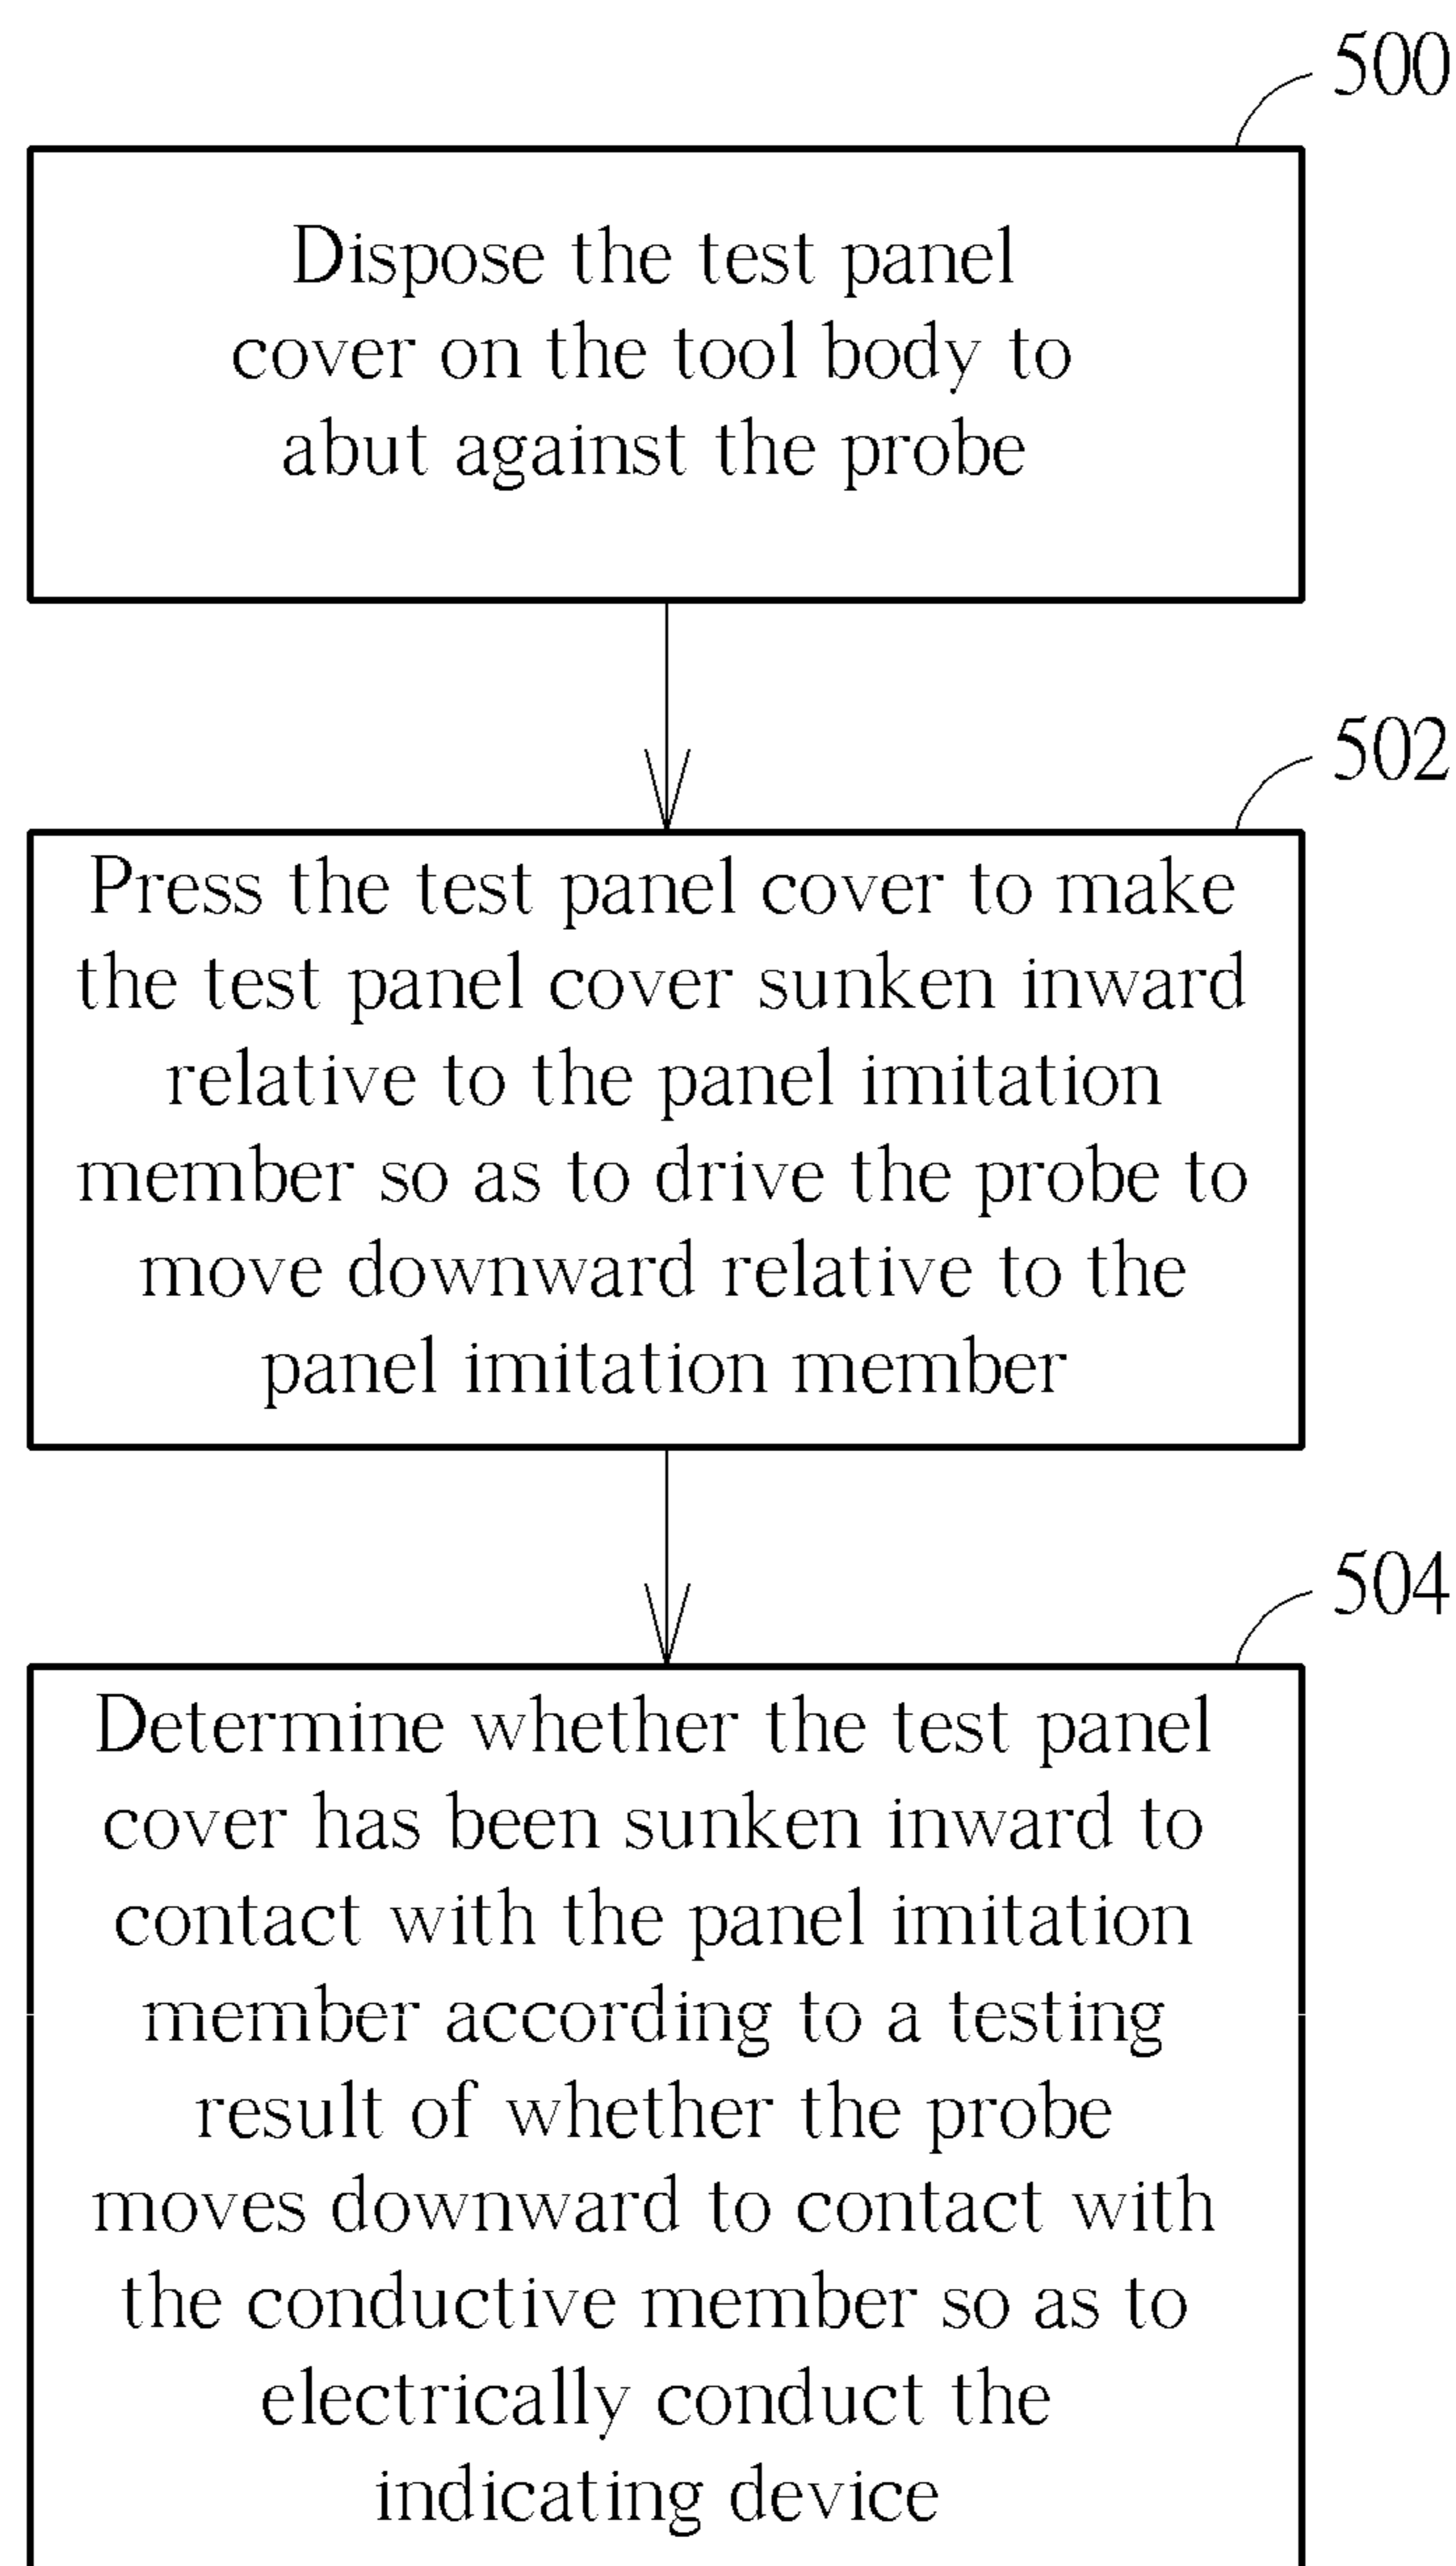 500
Dispose the test panel
cover on the tool body to
abut against the probe
502
Press the test panel cover to make
the test panel cover sunken inward
relative to the panel imitation
member so as to drive the probe to
move downward relative to the
panel imitation member
504
Determine whether the test panel
cover has been sunken inward to
contact with the panel imitation
member according to a testing
result of whether the probe
moves downward to contact with
the conductive member so as to
electrically conduct the
indicating device